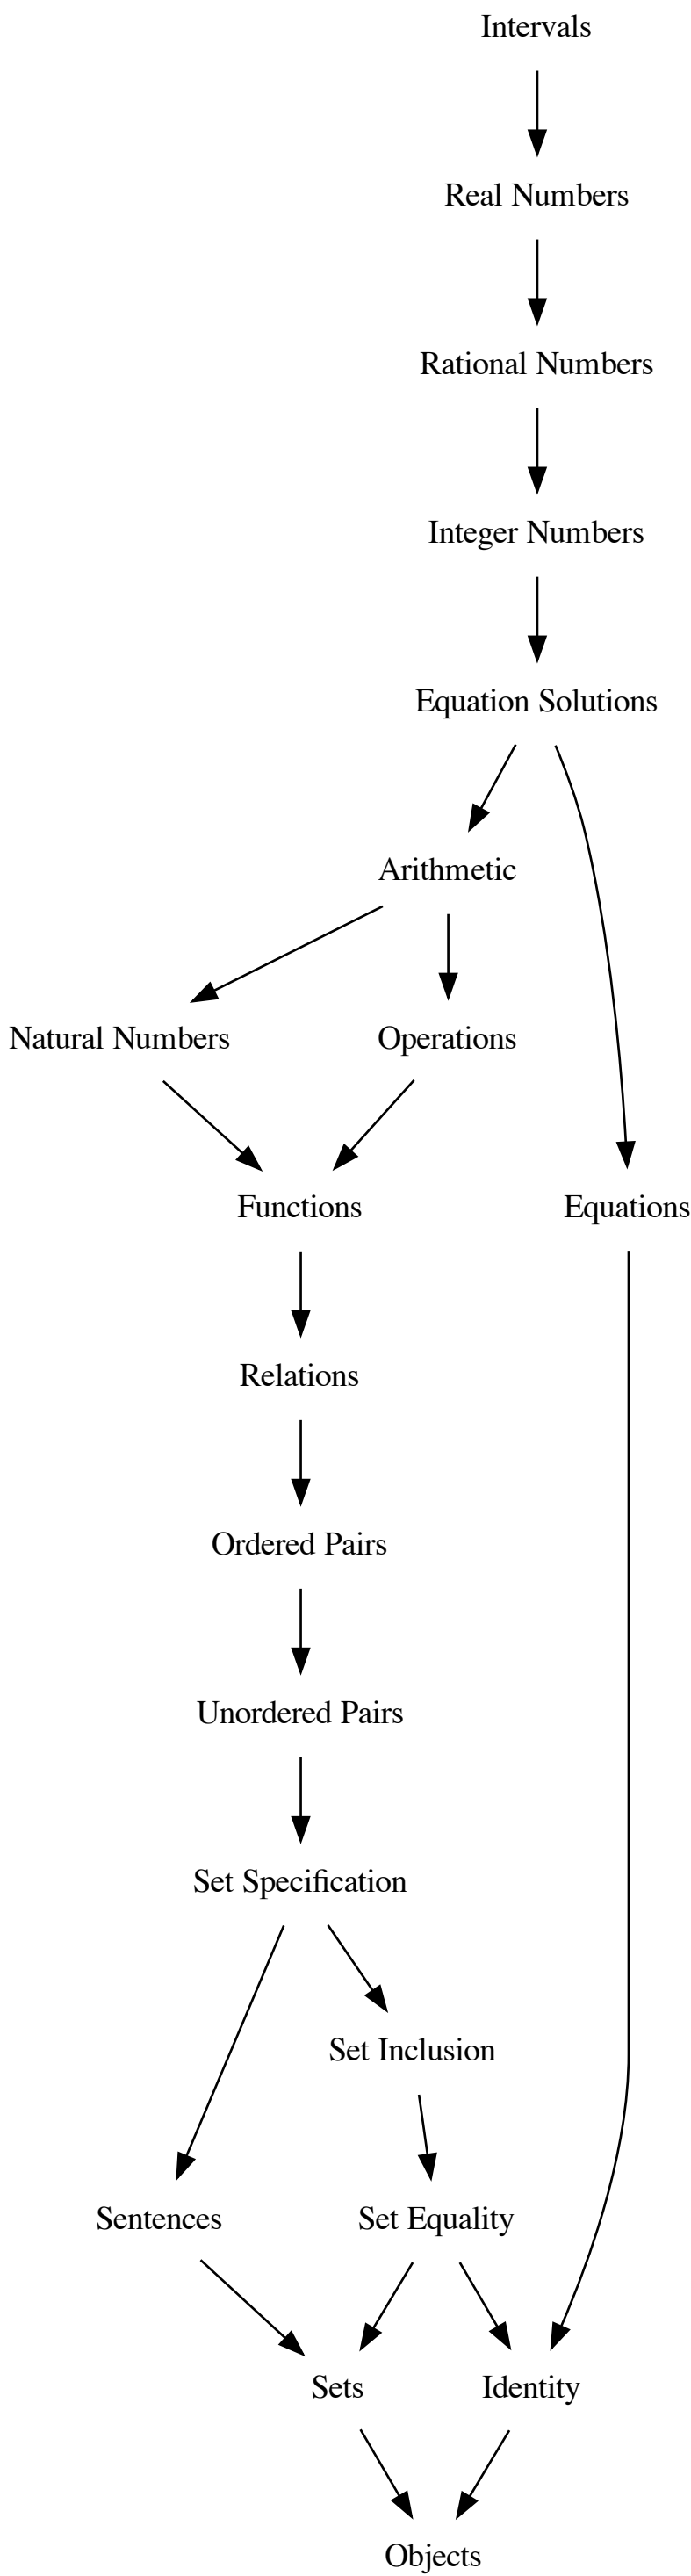 Intervals
Real Numbers
Rational Numbers
Integer Numbers
Equation Solutions
Arithmetic
Natural Numbers
Operations
Functions
Equations
Relations
Ordered Pairs
Unordered Pairs
Set Specification
Set Inclusion
Sentences
Set Equality
Sets
Identity
Objects